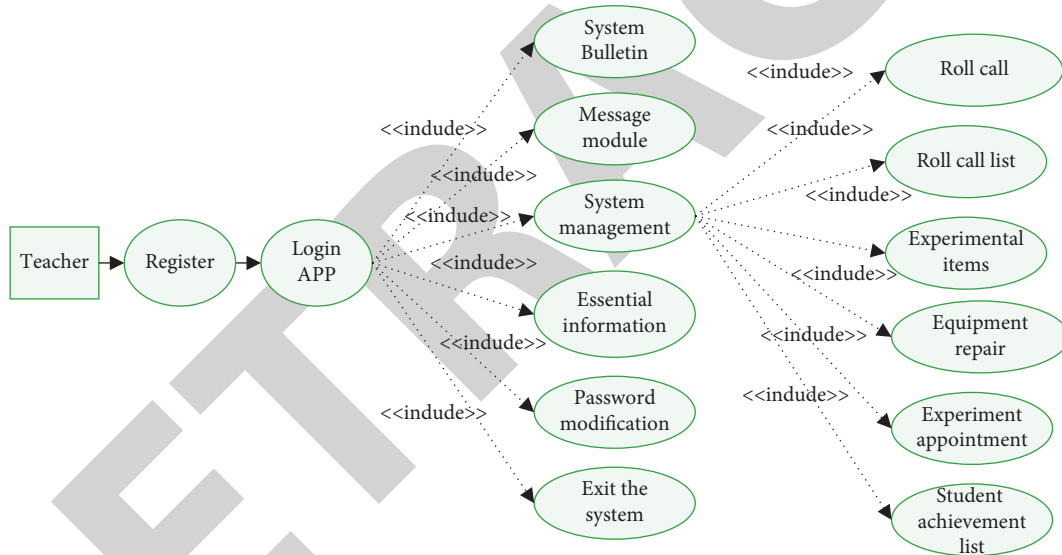 Teacher
Register
Login
APP
<<indude>>
<<indude>>
<<indude>>
<<indude>>
<<indude>>
<<indude>>
System
Bulletin
Message
module
System
management
Essential
information
Password
modification
Exit the
system
<<indude>>
<<indude>>
<<indude>>
<<indude>>
<<indude>>
Roll call
Roll call list
Experimental
items
Equipment
repair
Experiment
appointment
Student
achievement
list
ETRAC